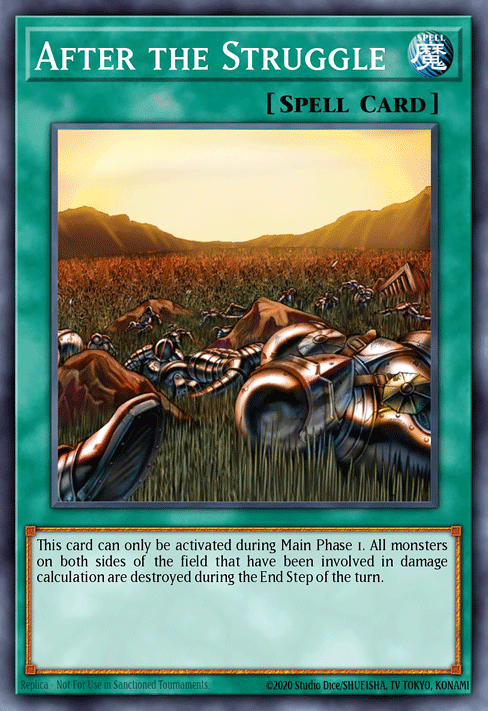 AFTER THE STRUGGLE
SPELL
魔
[SPELL CARD]
This card can only be activated during Main Phase 1. All monsters
on both sides of the field that have been involved in damage
calculation are destroyed during the End Step of the turn.
Replica - Not For Use in Sanctioned Tournaments
©2020 Studio Dice/SHUEISHA, TV TOKYO, KONAMI